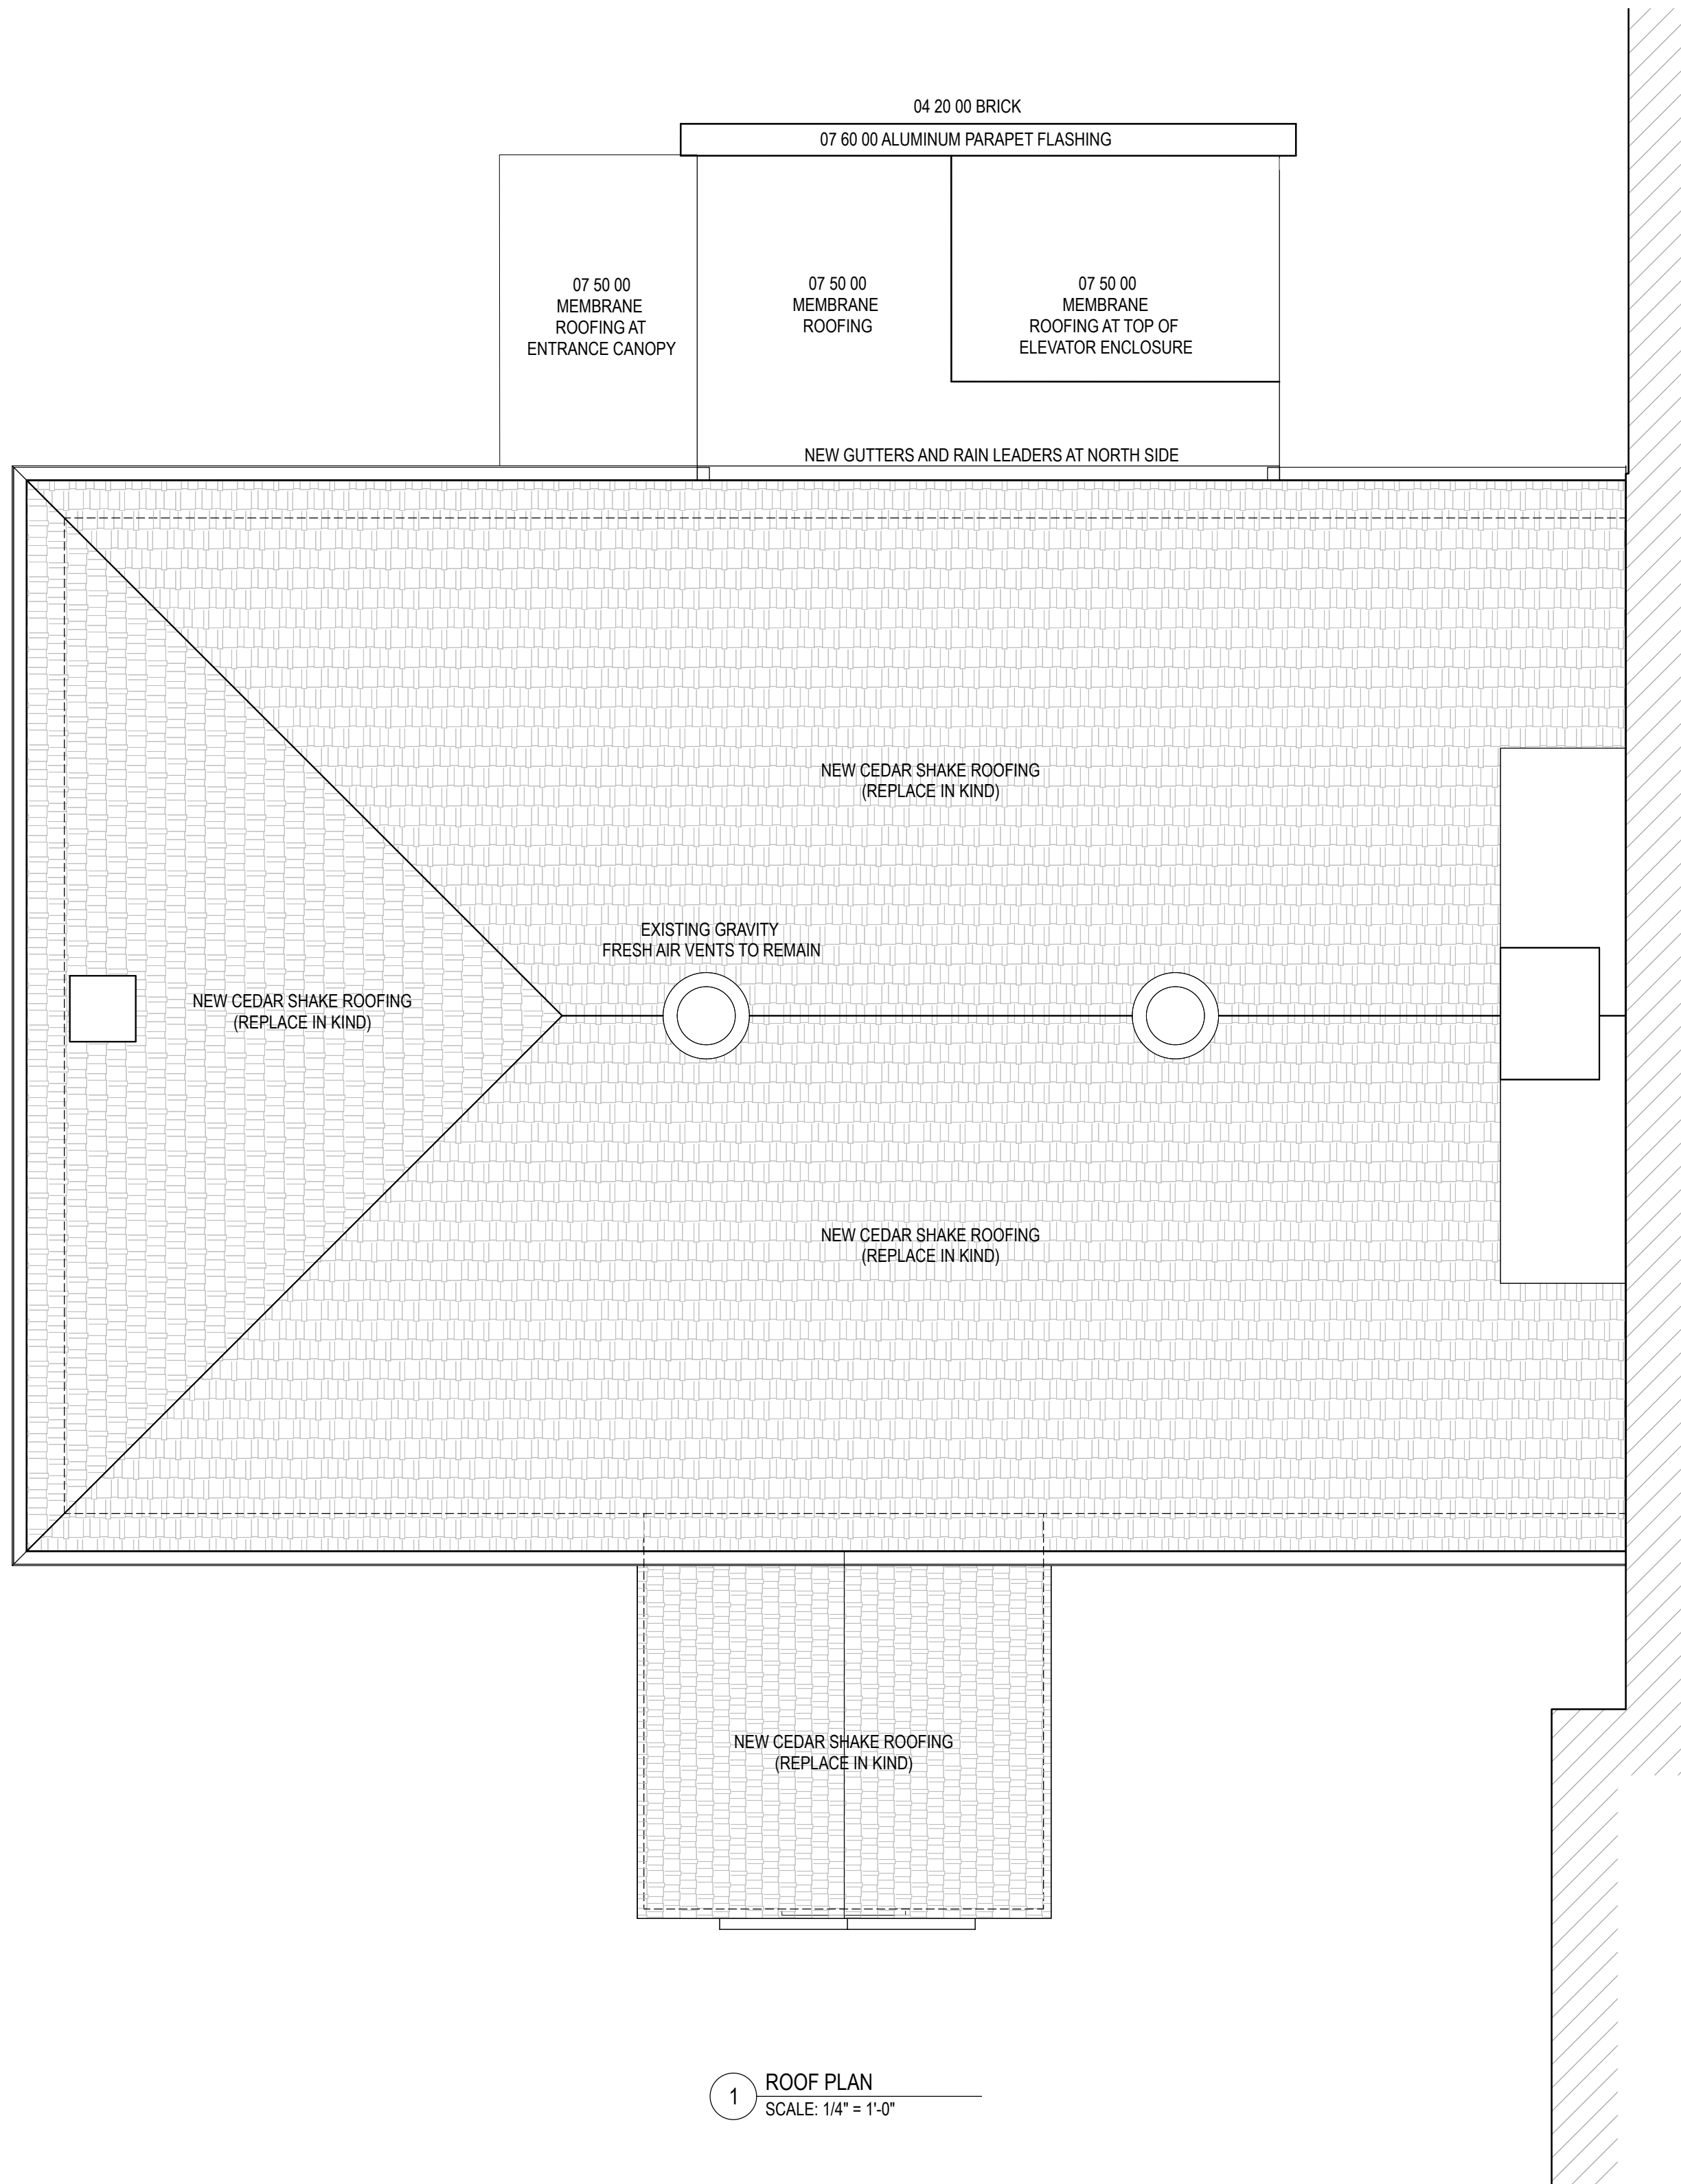 04 20 00 BRICK
07 60 00 ALUMINUM PARAPET FLASHING
07 50 00
MEMBRANE
ROOFING AT
ENTRANCE CANOPY
07 50 00
MEMBRANE
ROOFING
07 50 00
MEMBRANE
ROOFING AT TOP OF
ELEVATOR ENCLOSURE
NEW GUTTERS AND RAIN LEADERS AT NORTH SIDE
NEW CEDAR SHAKE ROOFING
(REPLACE IN KIND)
EXISTING GRAVITY
FRESH AIR VENTS TO REMAIN
NEW CEDAR SHAKE ROOFING
(REPLACE IN KIND)
NEW CEDAR SHAKE ROOFING
(REPLACE IN KIND)
NEW CEDAR SHAKE ROOFING
(REPLACE IN KIND)
1
ROOF PLAN
SCALE: 1/4" = 1'-0"